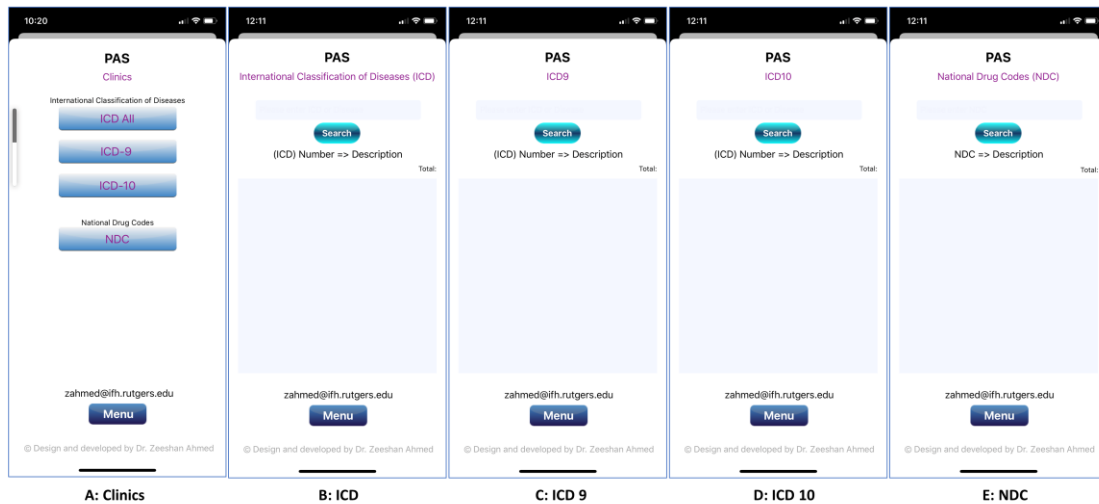 10:20
PAS
Clinics
International Classification of Diseases
ICD All
ICD-9
ICD-10
National Drug Codes
NDC
zahmed@ifh.rutgers.edu
Menu
© Design and developed by Dr. Zeeshan Ahmed
A: Clinics
12:11
PAS
International Classification of Diseases (ICD)
Search
(ICD) Number => Description
Total:
zahmed@ifh.rutgers.edu
Menu
© Design and developed by Dr. Zeeshan Ahmed
B: ICD
12:11
PAS
ICD9
Search
(ICD) Number => Description
Total:
zahmed@ifh.rutgers.edu
Menu
© Design and developed by Dr. Zeeshan Ahmed
C: ICD 9
12:11
PAS
ICD10
Search
(ICD) Number => Description
Total:
zahmed@ifh.rutgers.edu
Menu
© Design and developed by Dr. Zeeshan Ahmed
D: ICD 10
12:11
PAS
National Drug Codes (NDC)
Search
NDC => Description
Total:
zahmed@ifh.rutgers.edu
Menu
© Design and developed by Dr. Zeeshan Ahmed
E: NDC